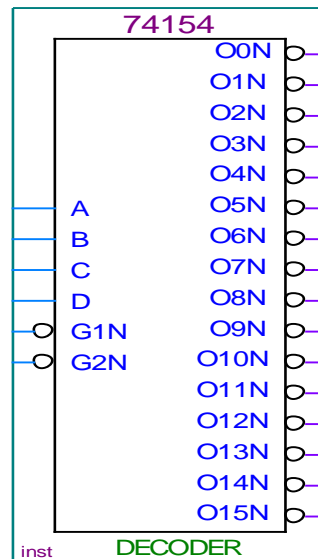 74154
O0N
O1N
O2N
O3N
O4N
A O5N
B O6N
C O7N
D O8N
G1N O9N
G2N O10N
O11N
O12N
O13N
O14N
O15N
inst DECODER